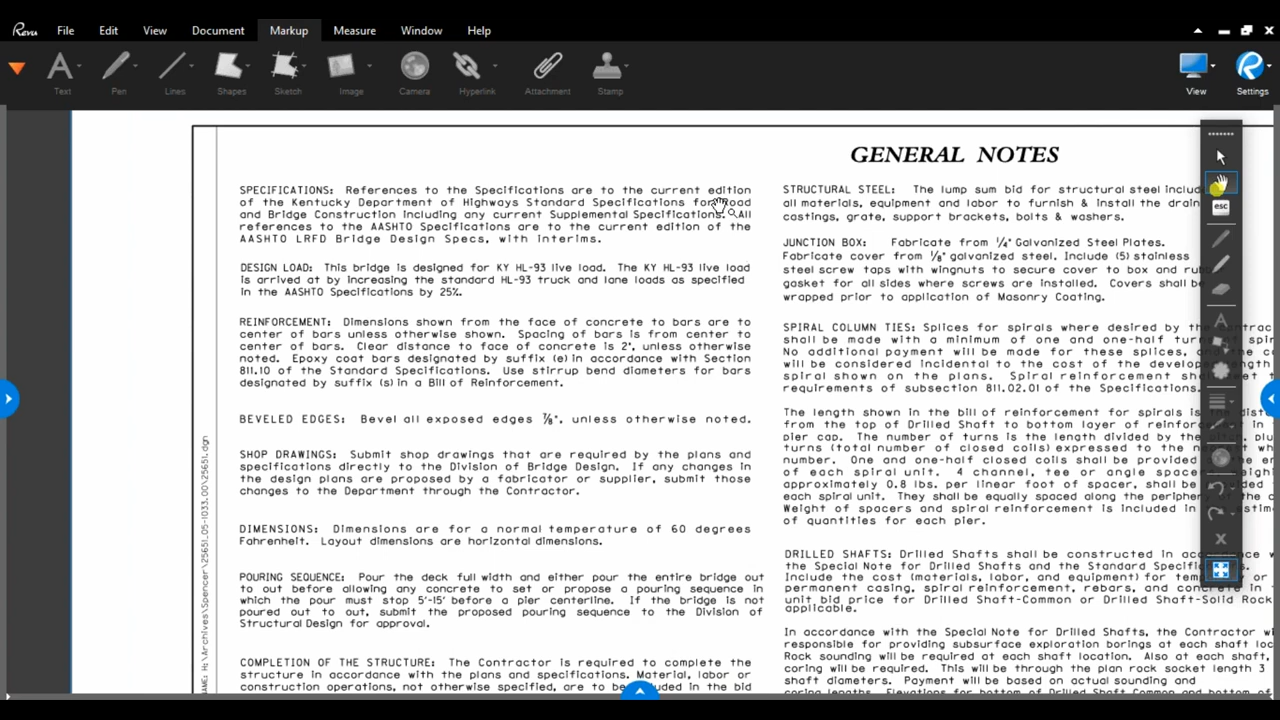 Revu File Edit View Document Markup Measure Window Help
Text Pen Lines Shapes Sketch Image Camera Hyperlink Attachment Stamp View Settings
GENERAL NOTES
SPECIFICATIONS: References to the Specifications are to the current edition
of the Kentucky Department of Highways Standard Specifications for Road
and Bridge Construction including any current Supplemental Specifications. All
references to the AASHTO Specifications are to the current edition of the
AASHTO LRFD Bridge Design Specs, with interims.
DESIGN LOAD: This bridge is designed for KY HL-93 live load. The KY HL-93 live load
is arrived at by increasing the standard HL-93 truck and lane loads as specified
in the AASHTO Specifications by 25%.
REINFORCEMENT: Dimensions shown from the face of concrete to bars are to
center of bars unless otherwise shown. Spacing of bars is from center to
center of bars. Clear distance to face of concrete is 2", unless otherwise
noted. Epoxy coat bars designated by suffix (e) in accordance with Section
811.10 of the Standard Specifications. Use stirrup bend diameters for bars
designated by suffix (s) in a Bill of Reinforcement.
BEVELED EDGES: Bevel all exposed edges ⅞", unless otherwise noted.
SHOP DRAWINGS: Submit shop drawings that are required by the plans and
specifications directly to the Division of Bridge Design. If any changes in
the design plans are proposed by a fabricator or supplier, submit those
changes to the Department through the Contractor.
DIMENSIONS: Dimensions are for a normal temperature of 60 degrees
Fahrenheit. Layout dimensions are horizontal dimensions.
POURING SEQUENCE: Pour the deck full width and either pour the entire bridge out
to out before allowing any concrete to set or propose a pouring sequence in
which the pour must stop 5'-15' before a pier centerline. If the bridge is not
poured out to out, submit the proposed pouring sequence to the Division of
Structural Design for approval.
COMPLETION OF THE STRUCTURE: The Contractor is required to complete the
structure in accordance with the plans and specifications. Material, labor or
construction operations, not otherwise specified, are to be included in the bid
STRUCTURAL STEEL: The lump sum bid for structural steel includ
all materials, equipment and labor to furnish & install the drain
castings, grate, support brackets, bolts & washers.
JUNCTION BOX: Fabricate from ¼" Galvanized Steel Plates.
Fabricate cover from ⅛" galvanized steel. Include (5) stainless
steel screw taps with wingnuts to secure cover to box and rub
gasket for all sides where screws are installed. Covers shall be
wrapped prior to application of Masonry Coating.
SPIRAL COLUMN TIES: Splices for spirals where desired by the
shall be made with a minimum of one and one-half turns
No additional payment will be made for these splices,
will be considered incidental to the cost of the
spiral shown on the plans. Spiral reinforcement shall
requirements of subsection 811.02.01 of the Specifications.
The length shown in the bill of reinforcement for spirals is
from the top of Drilled Shaft to bottom layer of
pier cap. The number of turns is the length divided by the
turns (total number of closed coils) expressed to the
number. One and one-half closed coils shall be provided
of each spiral unit. 4 channel, tee or angle
approximately 0.8 lbs. per linear foot of spacer, shall be
each spiral unit. They shall be equally spaced along the
Weight of spacers and spiral reinforcement is included in
of quantities for each pier.
DRILLED SHAFTS: Drilled Shafts shall be constructed in
the Special Note for Drilled Shafts and the Standard
Include the cost (materials, labor, and equipment) for
permanent casing, spiral reinforcement, rebars, and concrete in
unit bid price for Drilled Shaft-Common or Drilled Shaft-Solid Rock
applicable.
In accordance with the Special Note for Drilled Shafts, the Contractor
responsible for providing subsurface exploration borings at each shaft
Rock sounding will be required at each shaft location. Also at each shaft,
coring will be required. This will be through the plan rock socket length 3
shaft diameters. Payment will be based on actual sounding and
coring lengths. Elevations for bottom of Drilled Shaft Common and bottom of
esc